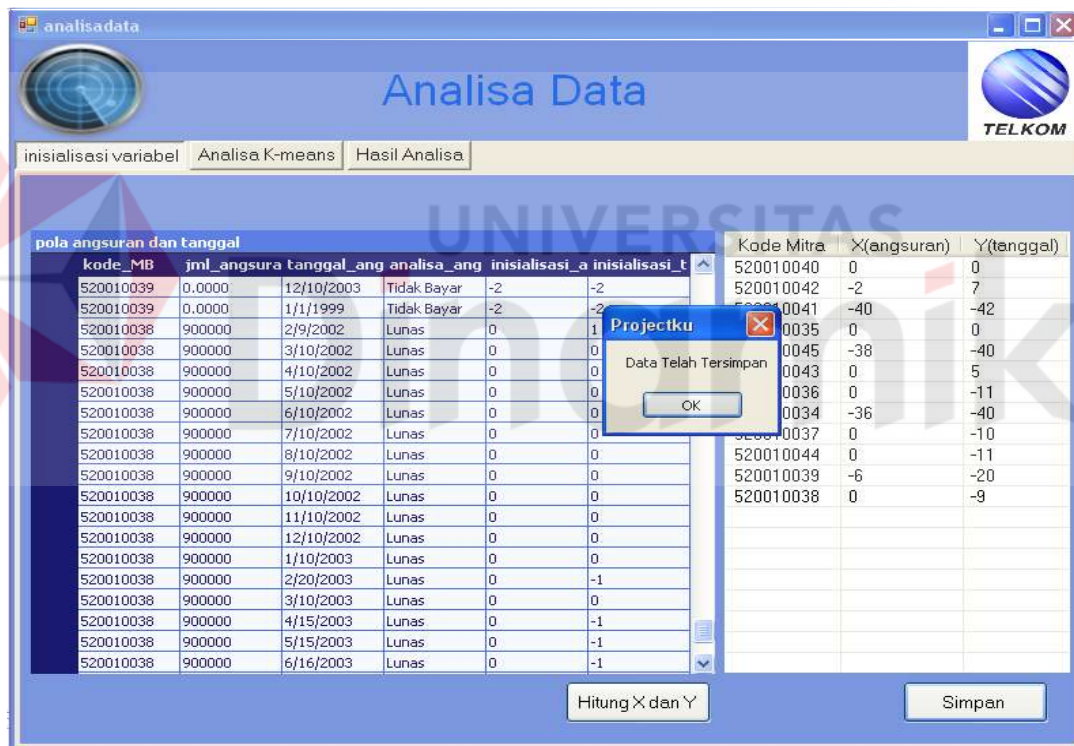 analisadata
Analisa Data
TELKOM
inisialisasi variabel Analisa K-means Hasil Analisa
UNIVERSITAS
Dinamika
pola angsuran dan tanggal
kode_MB jml_angsura tanggal_ang analisa_ang inisialisasi_a inisialisasi_t
520010039 0.0000 12/10/2003 Tidak Bayar -2 -2
520010039 0.0000 1/1/1999 Tidak Bayar -2 -2
520010038 900000 2/9/2002 Lunas 0 1
520010038 900000 3/10/2002 Lunas 0 0
520010038 900000 4/10/2002 Lunas 0 0
520010038 900000 5/10/2002 Lunas 0 0
520010038 900000 6/10/2002 Lunas 0 0
520010038 900000 7/10/2002 Lunas 0 0
520010038 900000 8/10/2002 Lunas 0 0
520010038 900000 9/10/2002 Lunas 0 0
520010038 900000 10/10/2002 Lunas 0 0
520010038 900000 11/10/2002 Lunas 0 0
520010038 900000 12/10/2002 Lunas 0 0
520010038 900000 1/10/2003 Lunas 0 0
520010038 900000 2/20/2003 Lunas 0 -1
520010038 900000 3/10/2003 Lunas 0 0
520010038 900000 4/15/2003 Lunas 0 -1
520010038 900000 5/15/2003 Lunas 0 -1
520010038 900000 6/16/2003 Lunas 0 -1
Projectku
Data Telah Tersimpan
OK
Kode Mitra X(angsuran) Y(tanggal)
520010040 0 0
520010042 -2 7
0041 -40 -42
0035 0 0
0045 -38 -40
0043 0 5
0036 0 -11
0034 -36 -40
520010037 0 -10
520010044 0 -11
520010039 -6 -20
520010038 0 -9
Hitung X dan Y
Simpan